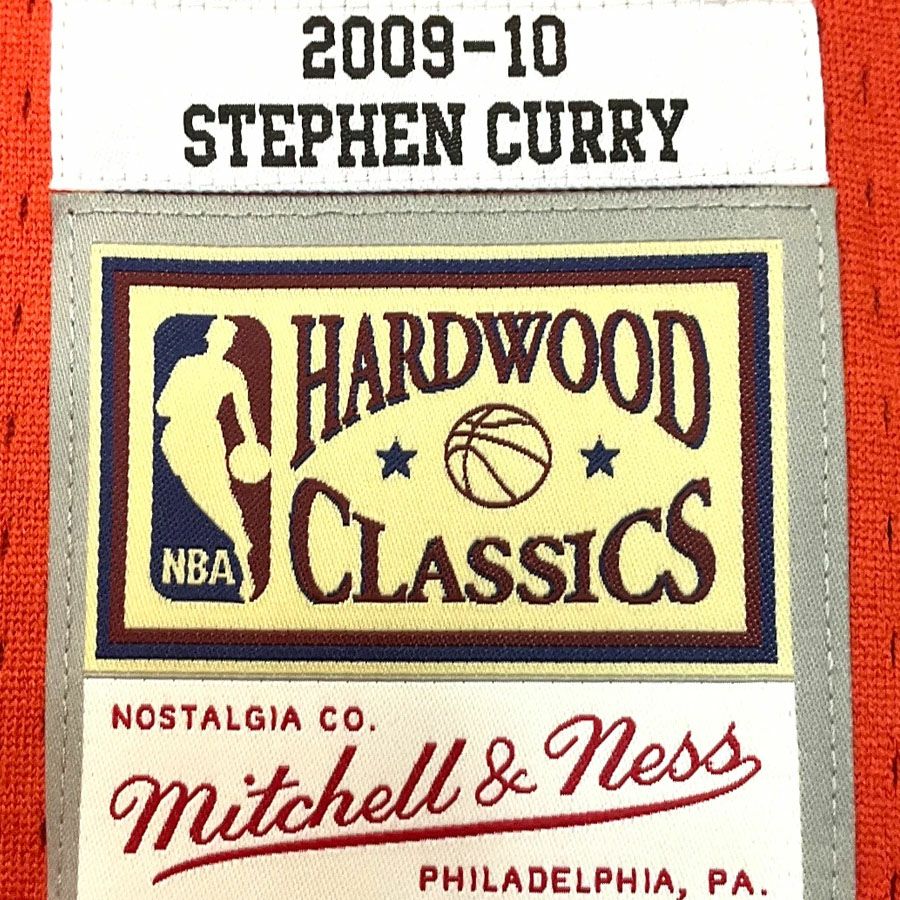 2009-10
STEPHEN CURRY
HARDWOOD
CLASSICS
NBA
NOSTALGIA CO.
Mitchell & Ness
PHILADELPHIA, PA.